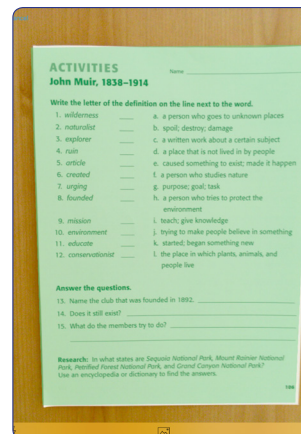 ACTIVITIES
Name
John Muir, 1838–1914
Write the letter of the definition on the line next to the word.
1. wilderness a. a person who goes to unknown places
2. naturalist b. spoil; destroy; damage
3. explorer c. a written work about a certain subject
4. ruin d. a place that is not lived in by people
5. article e. caused something to exist; made it happen
6. created f. a person who studies nature
7. urging g. purpose; goal; task
8. founded h. a person who tries to protect the
environment
9. mission i. teach; give knowledge
10. environment j. trying to make people believe in something
11. educate k. started; began something new
12. conservationist l. the place in which plants, animals, and
people live
Answer the questions.
13. Name the club that was founded in 1892.
14. Does it still exist?
15. What do the members try to do?
Research: In what states are Sequoia National Park, Mount Rainier National
Park, Petrified Forest National Park, and Grand Canyon National Park?
Use an encyclopedia or dictionary to find the answers.